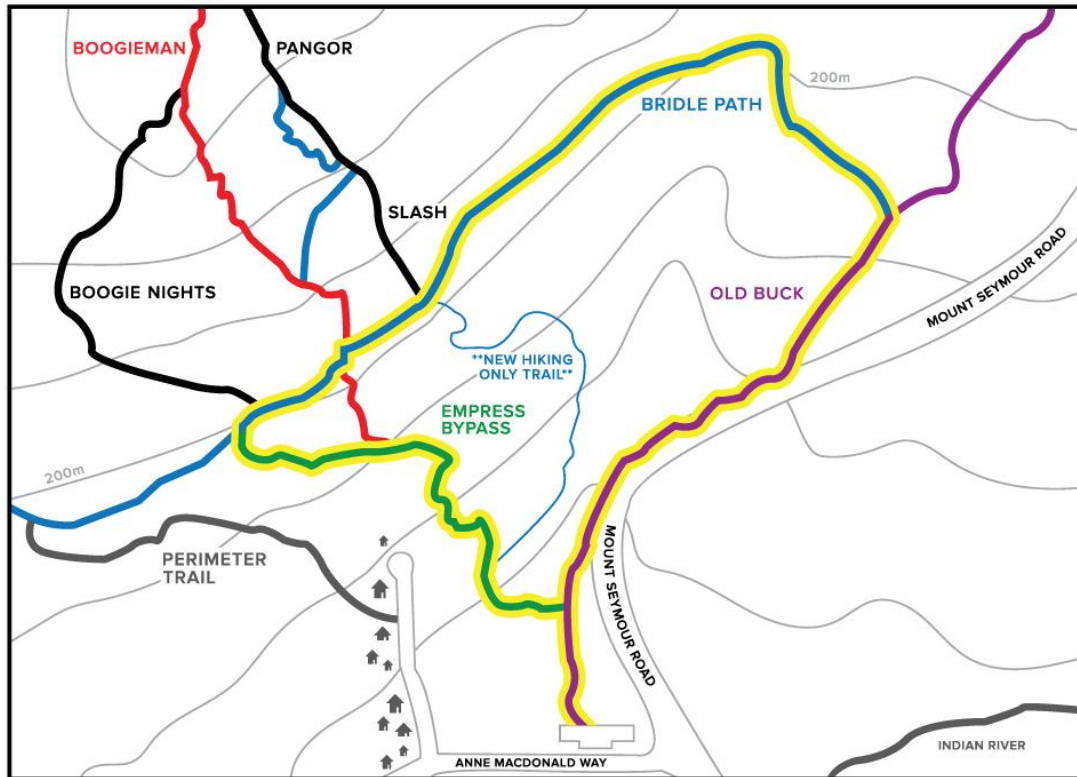 BOOGIEMAN
PANGOR
200m
BRIDLE PATH
SLASH
BOOGIE NIGHTS
OLD BUCK
MOUNT SEYMOUR ROAD
**NEW HIKING
ONLY TRAIL**
EMPRESS
BYPASS
200m
PERIMETER
TRAIL
MOUNT SEYMOUR ROAD
INDIAN RIVER
ANNE MACDONALD WAY